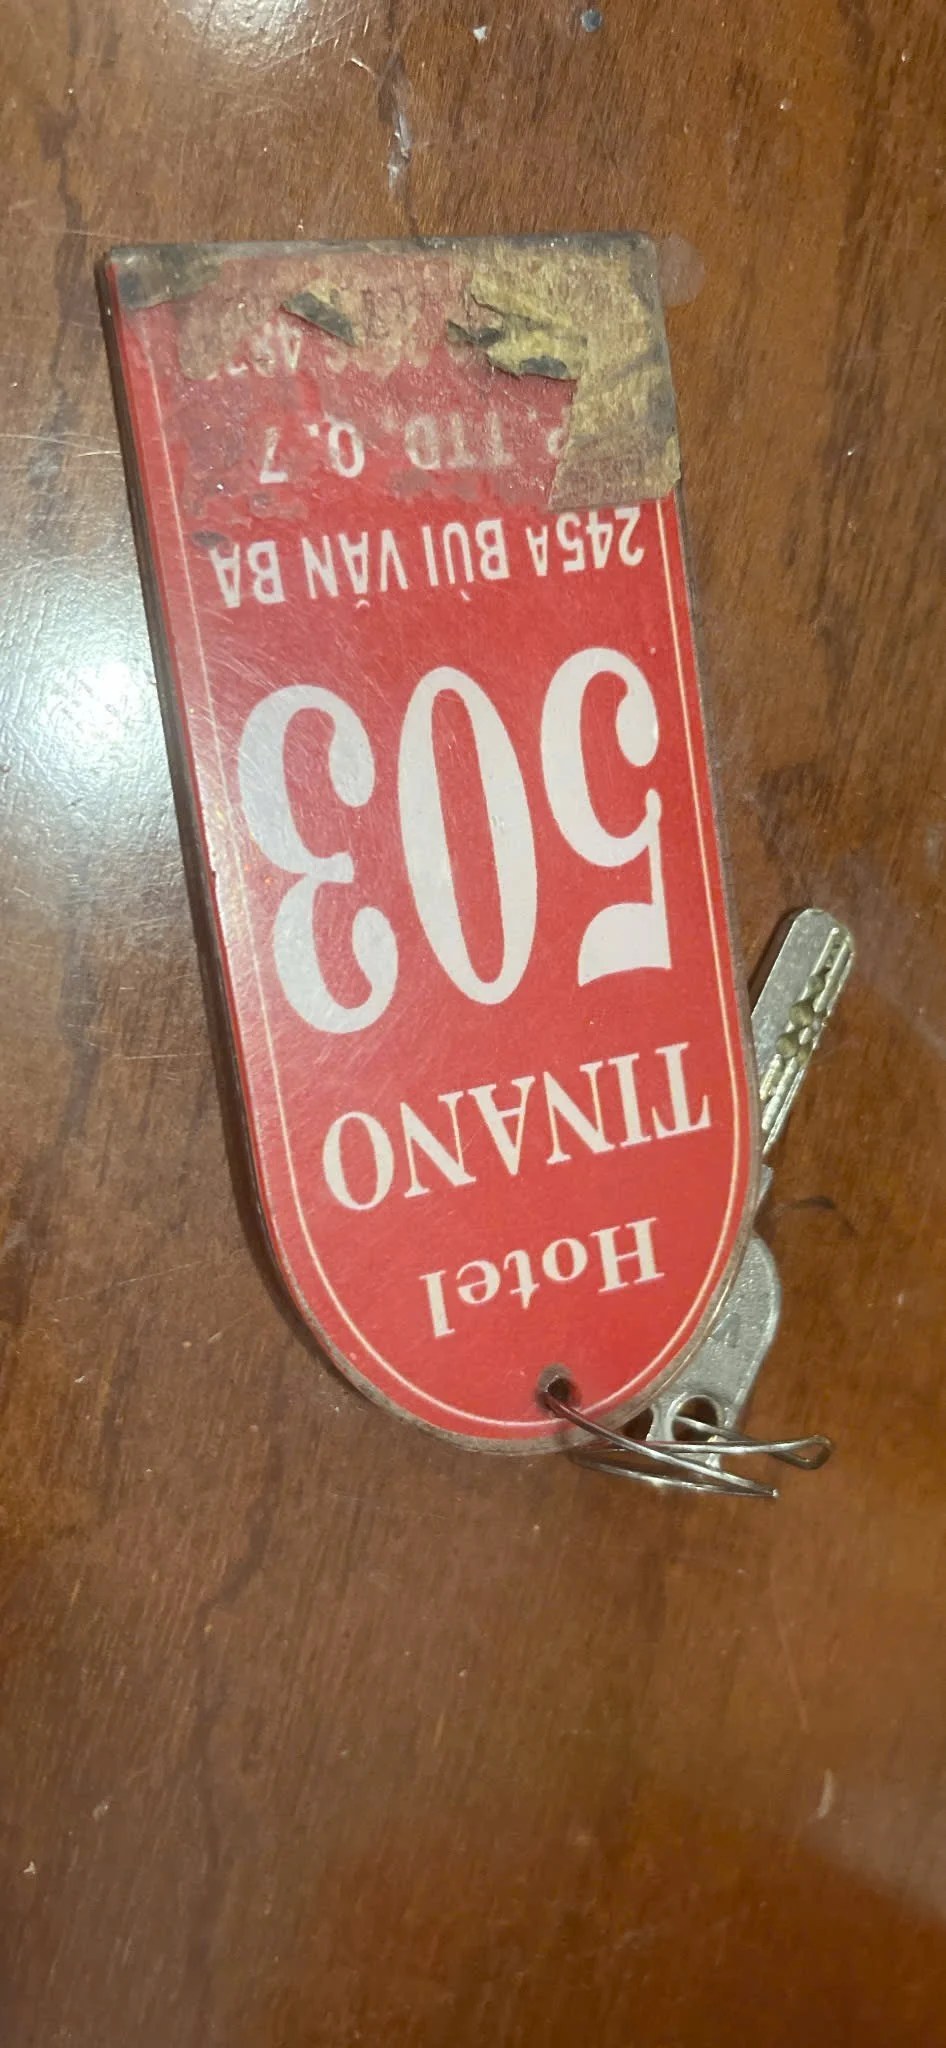 Hotel
TINANO
503
245A BÙI VĂN BA
P. TTD. Q. 7